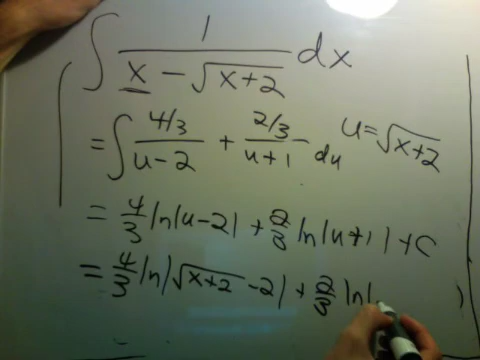 ∫ 1/(x - √(x+2)) dx
= ∫ (4/3)/(u-2) + (2/3)/(u+1) du u = √(x+2)
= 4/3 ln|u-2| + 2/3 ln|u+1| + C
= 4/3 ln|√(x+2) - 2| + 2/3 ln|